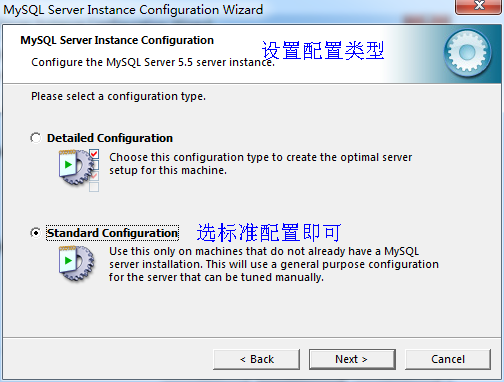 MySQL Server Instance Configuration Wizard
MySQL Server Instance Configuration
设置配置类型
Configure the MySQL Server 5.5 server instance.
Please select a configuration type.
Detailed Configuration
Choose this configuration type to create the optimal server
setup for this machine.
Standard Configuration
选标准配置即可
Use this only on machines that do not already have a MySQL
server installation. This will use a general purpose configuration
for the server that can be tuned manually.
< Back
Next >
Cancel